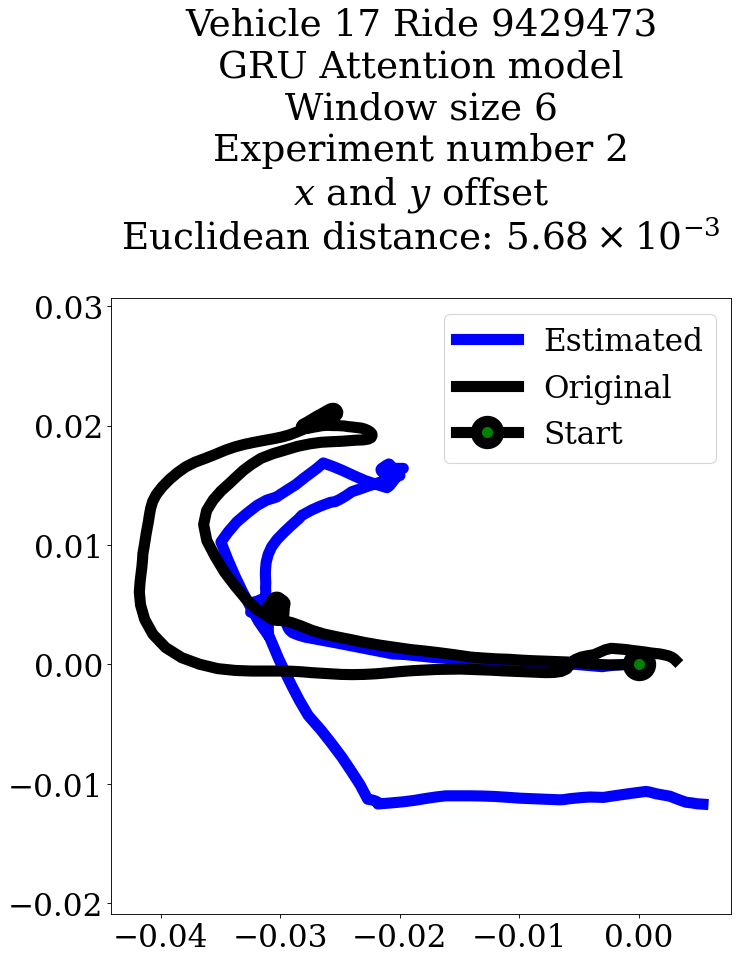 Vehicle 17 Ride 9429473
GRU Attention model
Window size 6
Experiment number 2
x and y offset
Euclidean distance: 5.68 × 10⁻³
0.03
0.02
0.01
0.00
−0.01
−0.02
Estimated
Original
Start
−0.04 −0.03 −0.02 −0.01 0.00